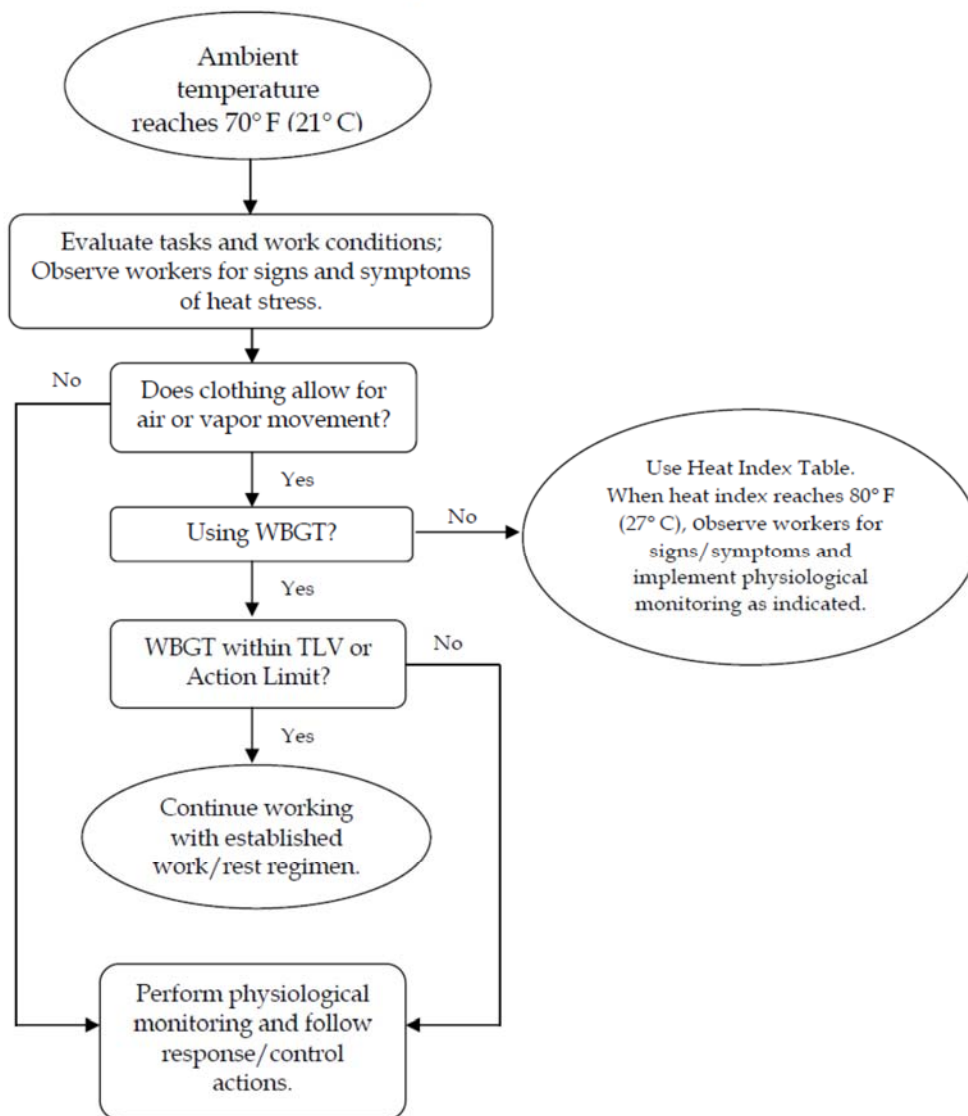 Ambient
temperature
reaches 70° F (21° C)
Evaluate tasks and work conditions;
Observe workers for signs and symptoms
of heat stress.
No
Does clothing allow for
air or vapor movement?
Yes
Using WBGT?
No
Use Heat Index Table.
When heat index reaches 80° F
(27° C), Observe workers for
signs/symptoms and
implement physiological
monitoring as indicated.
Yes
WBGT within TLV or
Action Limit?
No
Yes
Continue working
with established
work/rest regimen.
Perform physiological
monitoring and follow
response/control
actions.